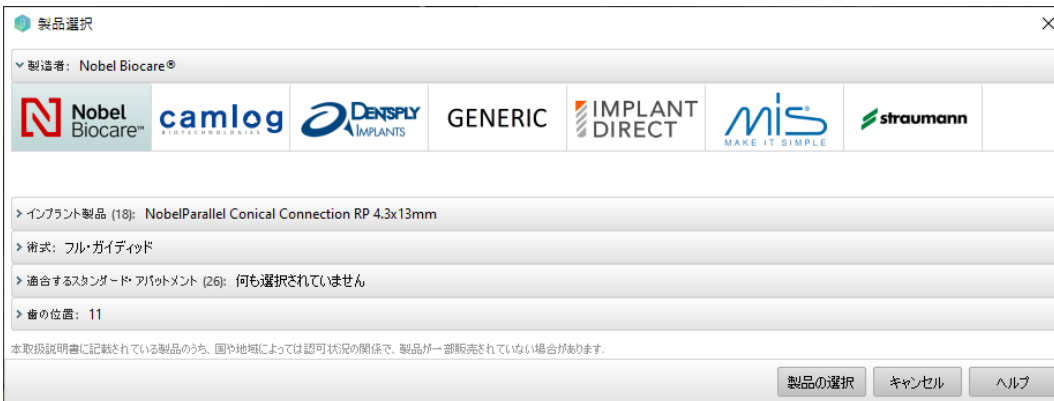 製品選択
製造者: Nobel Biocare®
Nobel Biocare™
camlog
BIOTECHNOLOGIES
DENTSPLY IMPLANTS
GENERIC
IMPLANT DIRECT
MIS
MAKE IT SIMPLE
straumann
インプラント製品 (18): NobelParallel Conical Connection RP 4.3x13mm
術式: フル・ガイディッド
適合するスタンダード・アバットメント (26): 何も選択されていません
歯の位置: 11
本取扱説明書に記載されている製品のうち、国や地域によっては認可状況の関係で、製品が一部販売されていない場合があります.
製品の選択
キャンセル
ヘルプ